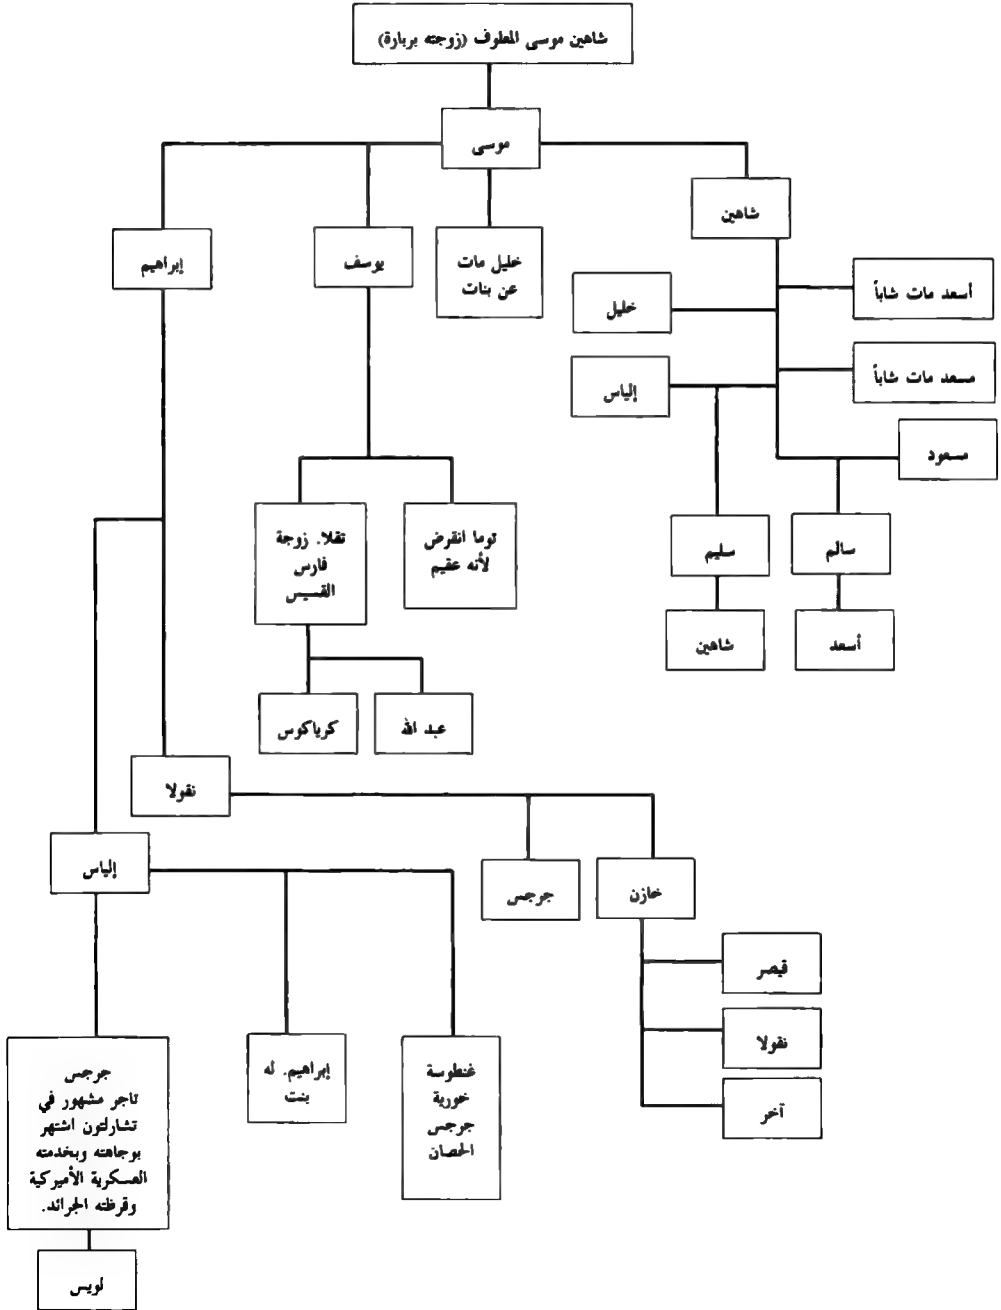 شاهين موسى المعلوف (زوجته بربارة)
موسى
شاهين
إبراهيم
يوسف
خليل مات
عن بنات
أسعد مات شاباً
خليل
مسعد مات شاباً
إلياس
مسعود
تقلا. زوجة
فارس
القسيس
توما انقرض
لأنه عقيم
سليم
سالم
شاهين
أسعد
كرياكوس
عبد الله
نقولا
إلياس
جرجس
خازن
قيصر
نقولا
آخر
جرجس
تاجر مشهور في
تشارلتون اشتهر
بوجاهته وبخدمته
العسكرية الأميركية
وقرظته الجرائد.
إبراهيم. له
بنت
غنطوسة
خورية
جرجس
الحصان
لويس